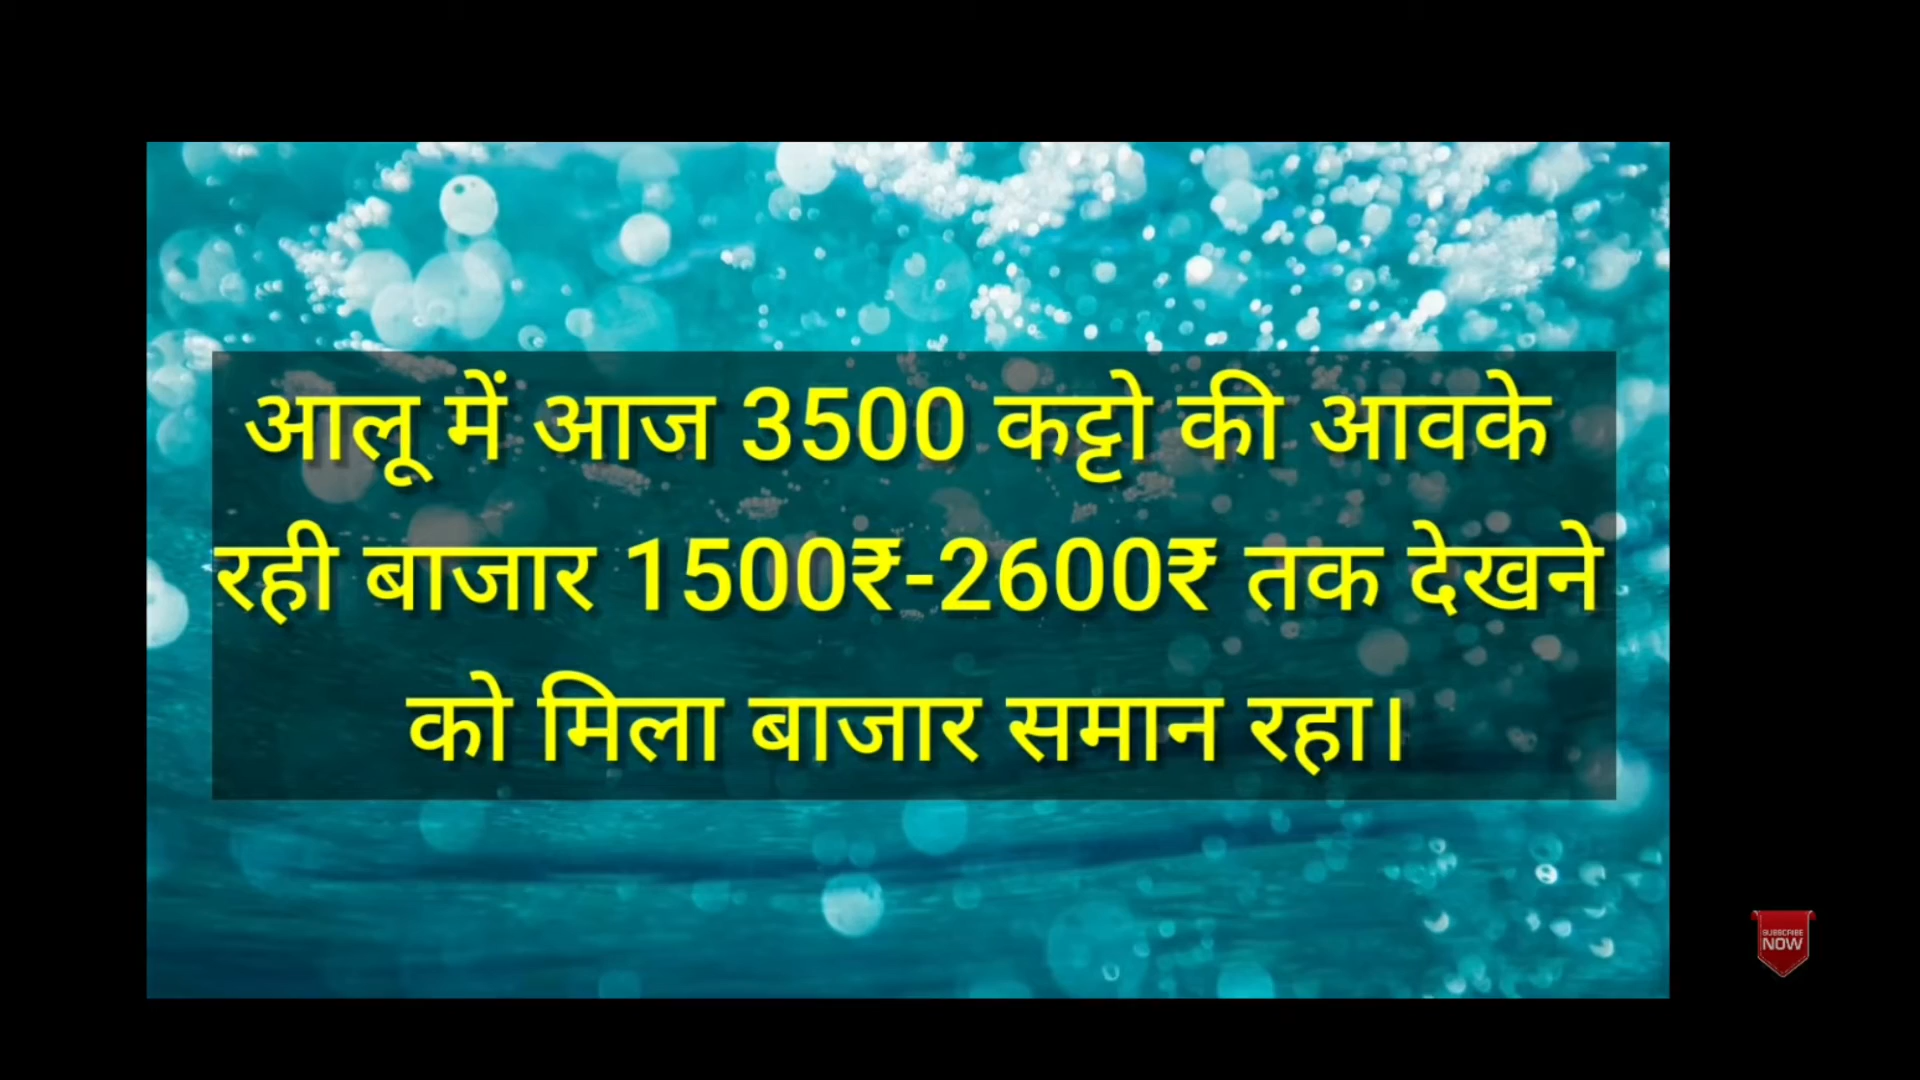 आलू में आज 3500 कट्टो की आवके
रही बाजार 1500₹-2600₹ तक देखने
को मिला बाजार समान रहा।
SUBSCRIBE
NOW